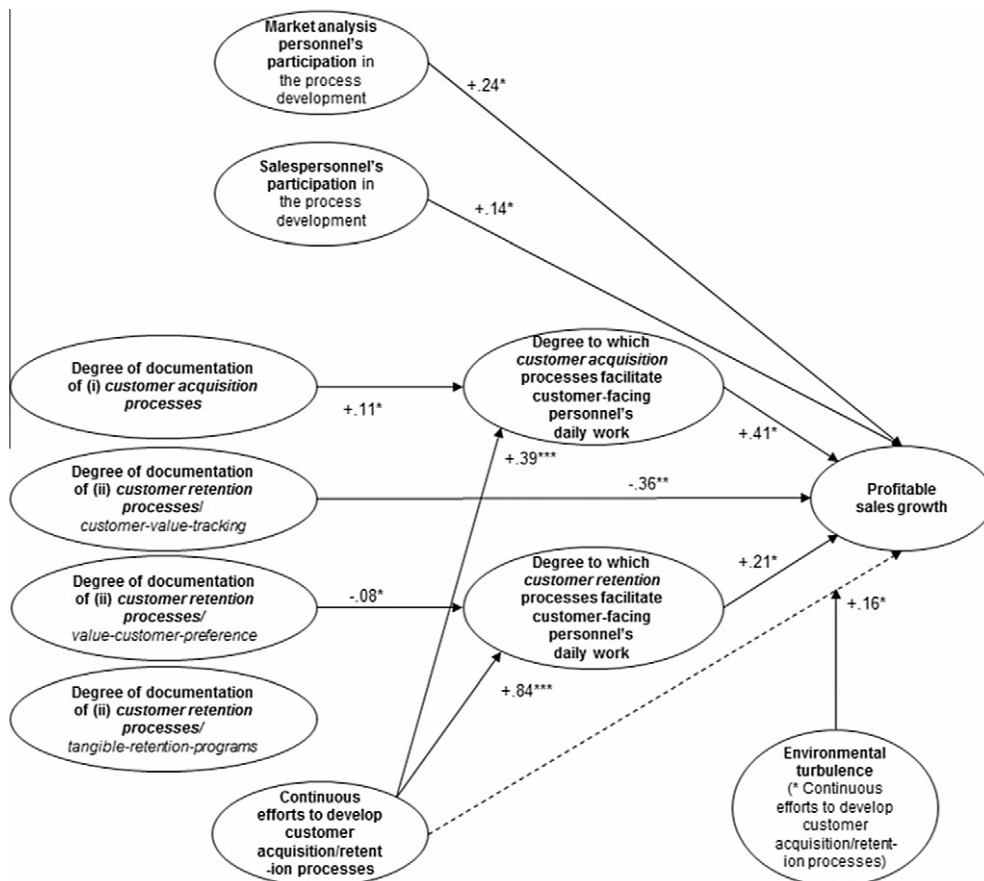 Market analysis
personnel's
participation in
the process
development
+.24*
Salespersonnel's
participation in
the process
development
+.14*
Degree of documentation
of (i) customer acquisition
processes
+.11*
Degree to which
customer acquisition
processes facilitate
customer-facing
personnel's
daily work
+.41*
+.39***
Degree of documentation
of (ii) customer retention
processes/
customer-value-tracking
-.36**
Profitable
sales growth
Degree of documentation
of (ii) customer retention
processes/
value-customer-preference
-.08*
Degree to which
customer retention
processes facilitate
customer-facing
personnel's
daily work
+.21*
+.16*
+.84***
Degree of documentation
of (ii) customer retention
processes/
tangible-retention-programs
Continuous
efforts to develop
customer
acquisition/retent
-ion processes
Environmental
turbulence
(* Continuous
efforts to develop
customer
acquisition/retent-
ion processes)